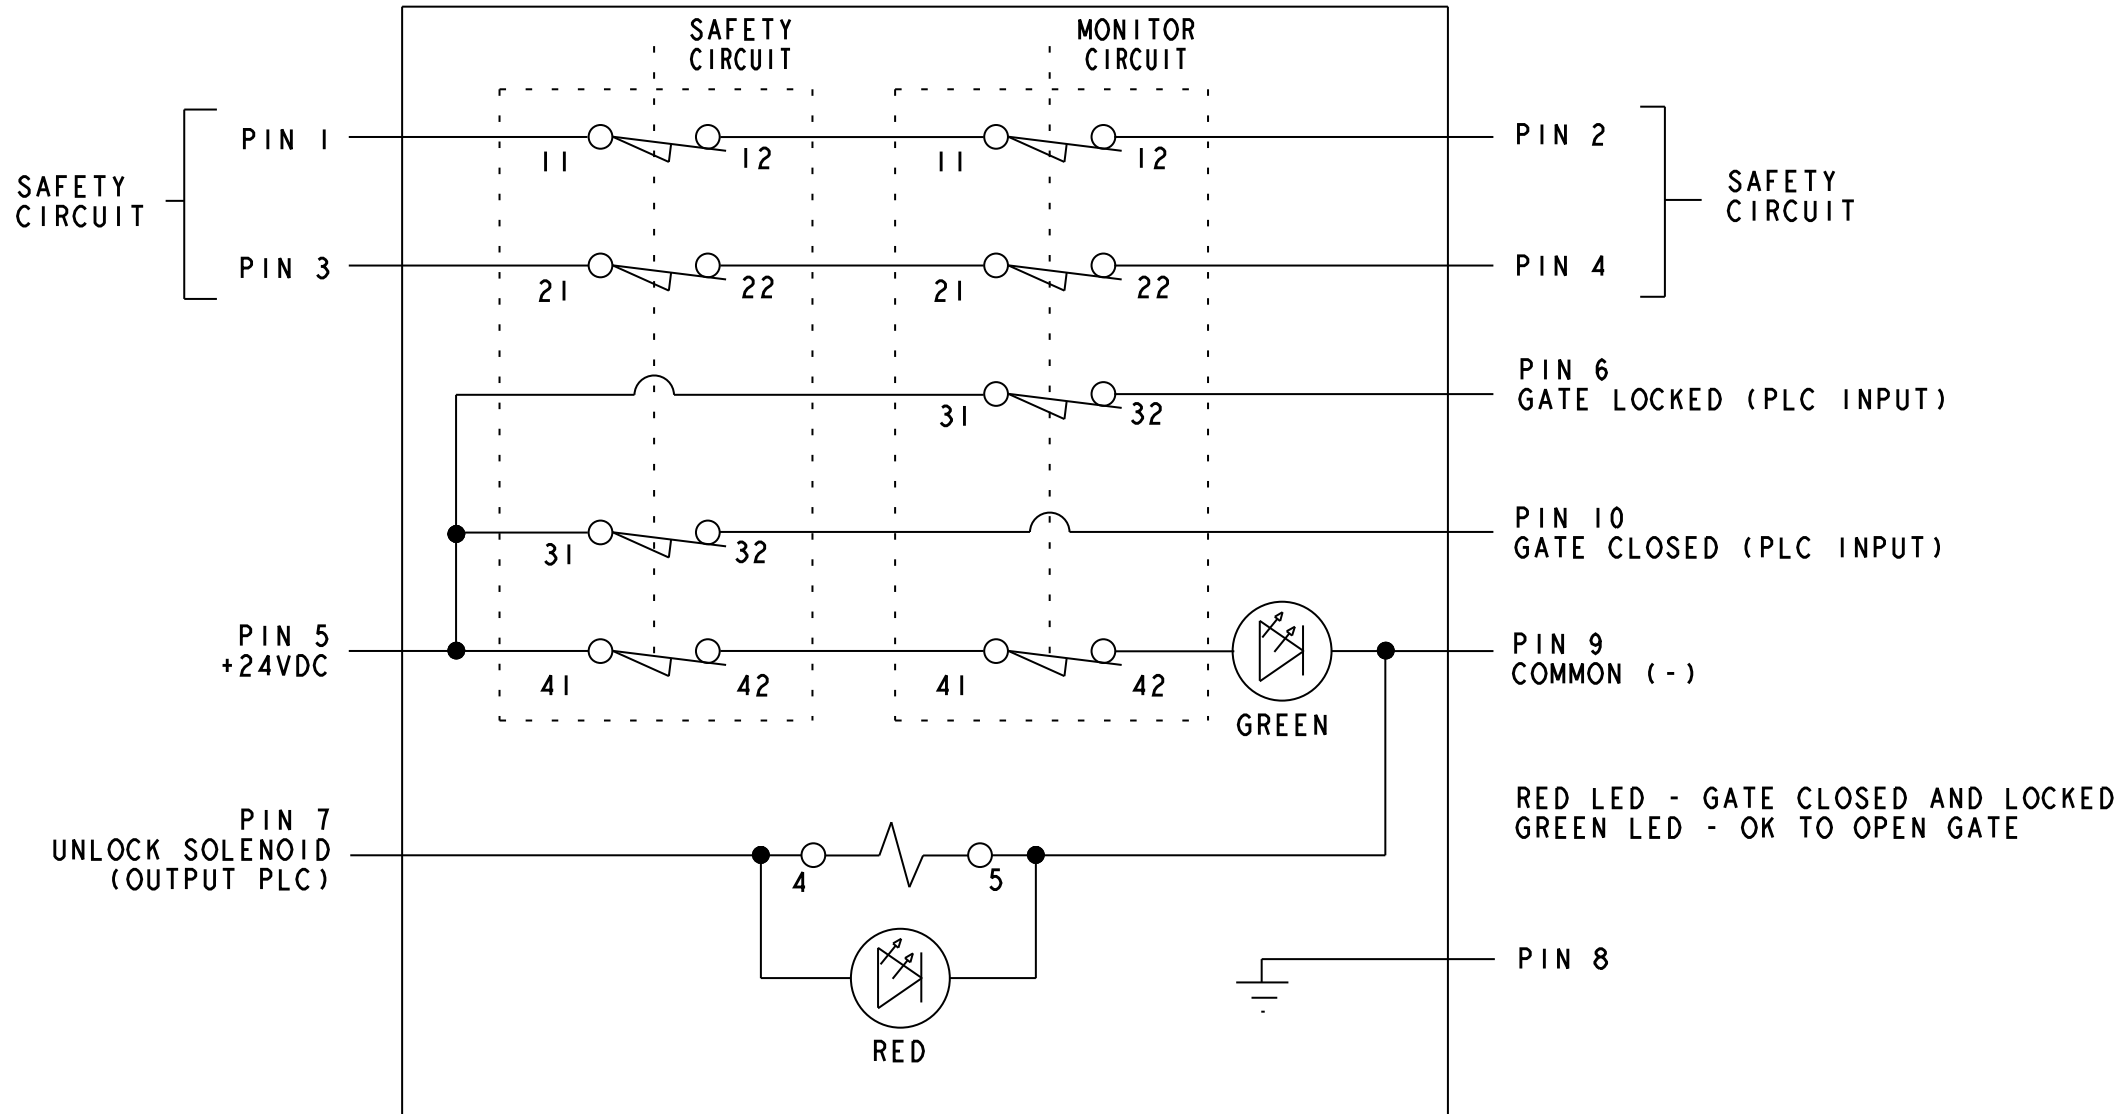 SAFETY
CIRCUIT
MONITOR
CIRCUIT
SAFETY
CIRCUIT
PIN 1
11
12
11
12
PIN 2
SAFETY
CIRCUIT
PIN 3
21
22
21
22
PIN 4
31
32
PIN 6
GATE LOCKED (PLC INPUT)
31
32
PIN 10
GATE CLOSED (PLC INPUT)
PIN 5
+24VDC
41
42
41
42
GREEN
PIN 9
COMMON (-)
RED LED - GATE CLOSED AND LOCKED
GREEN LED - OK TO OPEN GATE
PIN 7
UNLOCK SOLENOID
(OUTPUT PLC)
4
5
RED
PIN 8